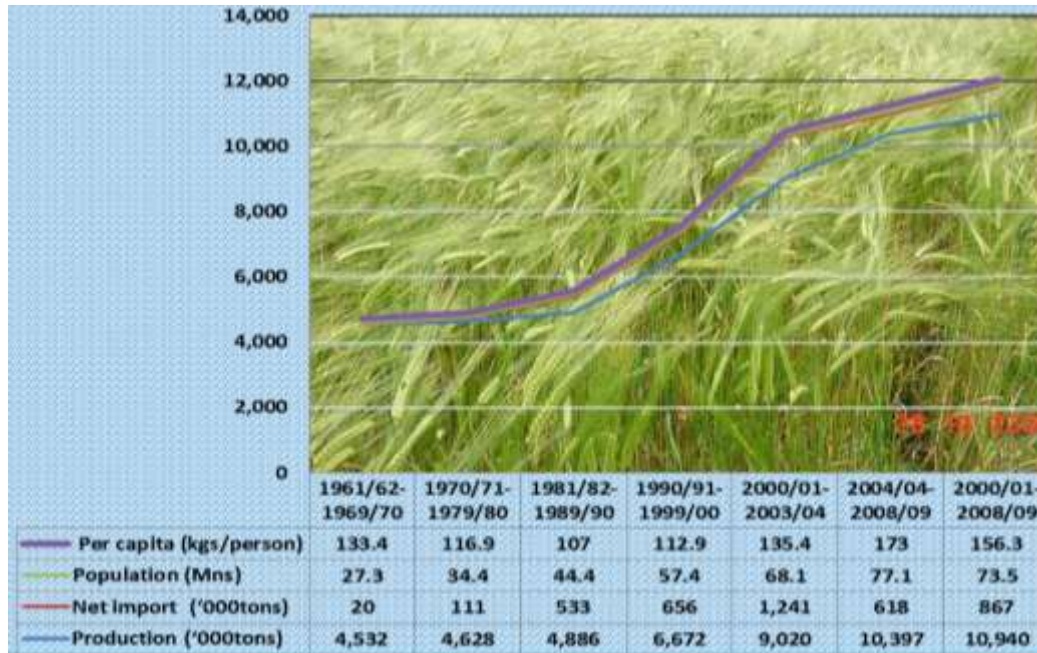 14,000
12,000
10,000
8,000
6,000
4,000
2,000
0
1961/62- 1970/71- 1981/82- 1990/91- 2000/01- 2004/04- 2000/01-
1969/70 1979/80 1989/90 1999/00 2003/04 2008/09 2008/09
Per capita (kgs/person) 133.4 116.9 107 112.9 135.4 173 156.3
Population (Mns) 27.3 34.4 44.4 57.4 68.1 77.1 73.5
Net import ('000tons) 20 111 533 656 1,241 618 867
Production ('000tons) 4,532 4,628 4,886 6,672 9,020 10,397 10,940